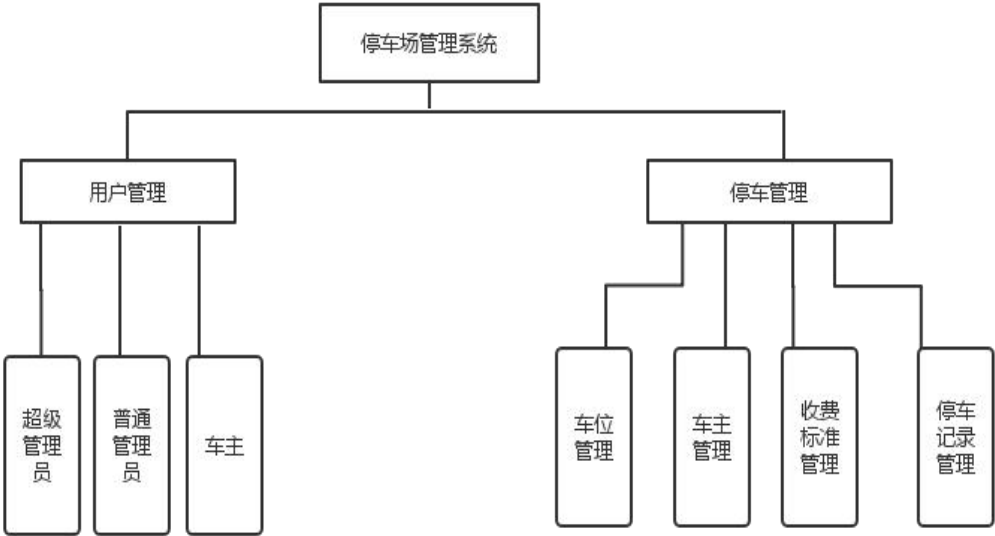 停车场管理系统
用户管理
停车管理
超级
管理
员
普通
管理
员
车主
车位
管理
车主
管理
收费
标准
管理
停车
记录
管理